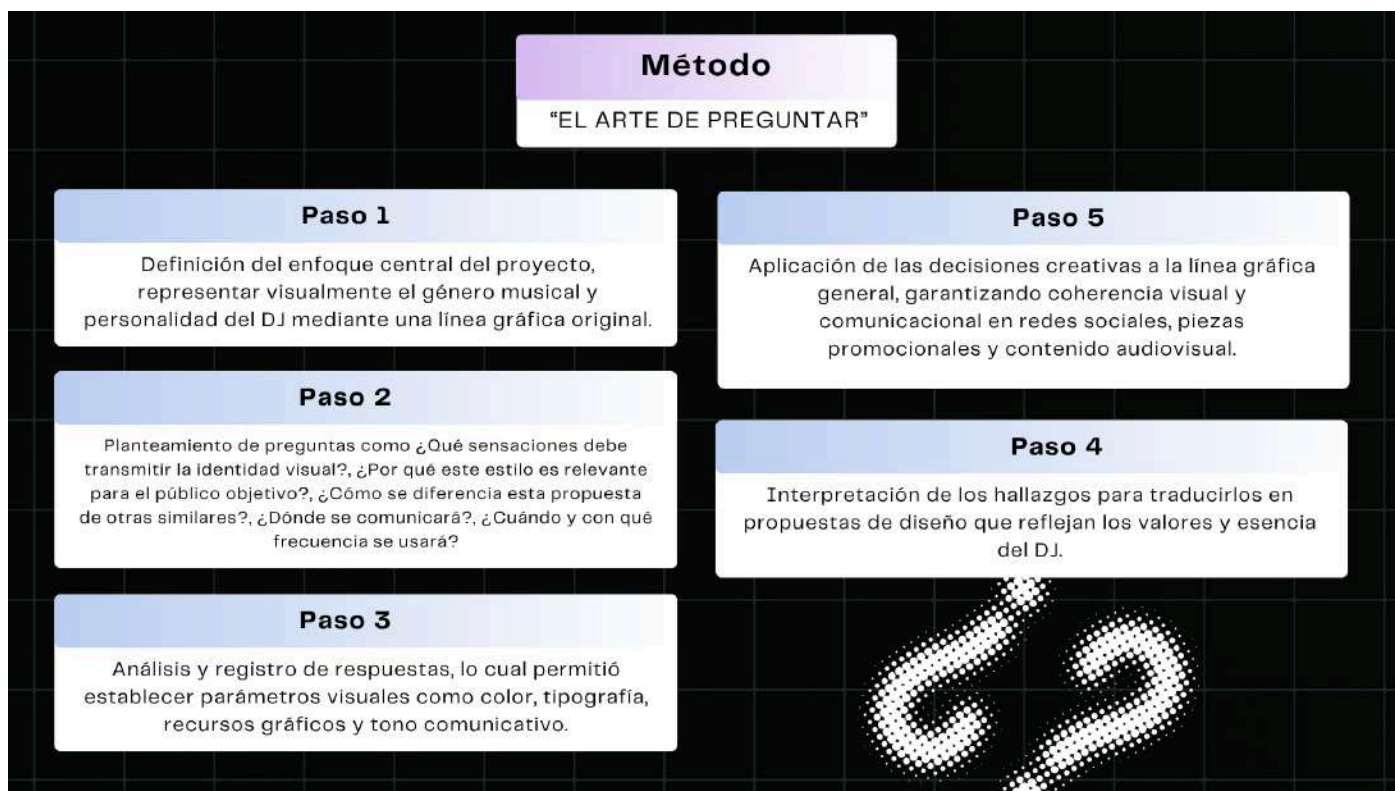 Método
“EL ARTE DE PREGUNTAR”
Paso 1
Definición del enfoque central del proyecto,
representar visualmente el género musical y
personalidad del DJ mediante una línea gráfica original.
Paso 2
Planteamiento de preguntas como ¿Qué sensaciones debe
transmitir la identidad visual?, ¿Por qué este estilo es relevante
para el público objetivo?, ¿Cómo se diferencia esta propuesta
de otras similares?, ¿Dónde se comunicará?, ¿Cuándo y con qué
frecuencia se usará?
Paso 3
Análisis y registro de respuestas, lo cual permitió
establecer parámetros visuales como color, tipografía,
recursos gráficos y tono comunicativo.
Paso 5
Aplicación de las decisiones creativas a la línea gráfica
general, garantizando coherencia visual y
comunicacional en redes sociales, piezas
promocionales y contenido audiovisual.
Paso 4
Interpretación de los hallazgos para traducirlos en
propuestas de diseño que reflejan los valores y esencia
del DJ.